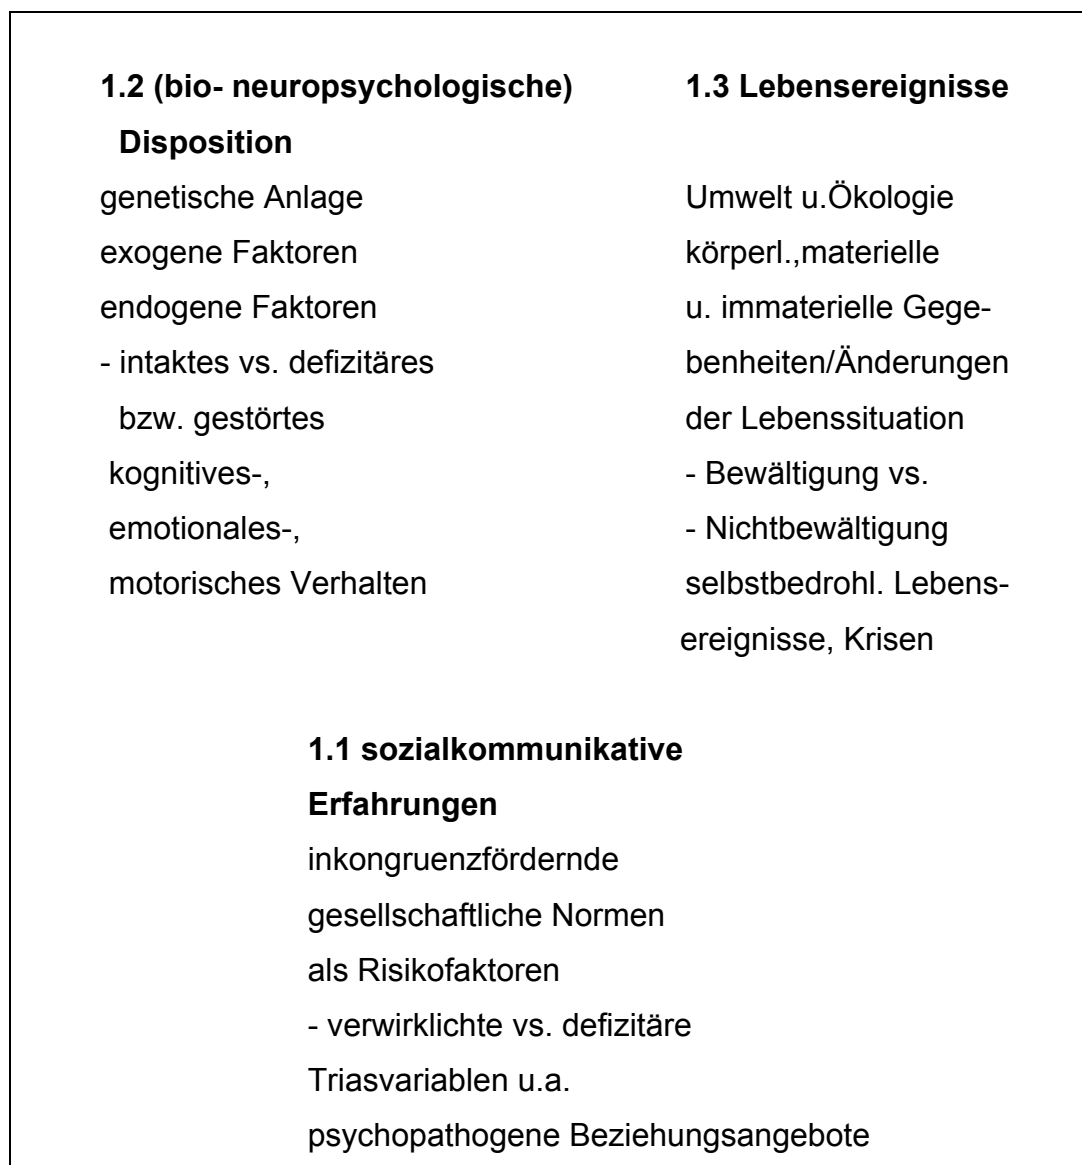 1.2 (bio- neuropsychologische)
Disposition
genetische Anlage
exogene Faktoren
endogene Faktoren
- intaktes vs. defizitäres
bzw. gestörtes
kognitives-,
emotionales-,
motorisches Verhalten
1.3 Lebensereignisse
Umwelt u.Ökologie
körperl.,materielle
u. immaterielle Gege-
benheiten/Änderungen
der Lebenssituation
- Bewältigung vs.
- Nichtbewältigung
selbstbedrohl. Lebens-
ereignisse, Krisen
1.1 sozialkommunikative
Erfahrungen
inkongruenzfördernde
gesellschaftliche Normen
als Risikofaktoren
- verwirklichte vs. defizitäre
Triasvariablen u.a.
psychopathogene Beziehungsangebote